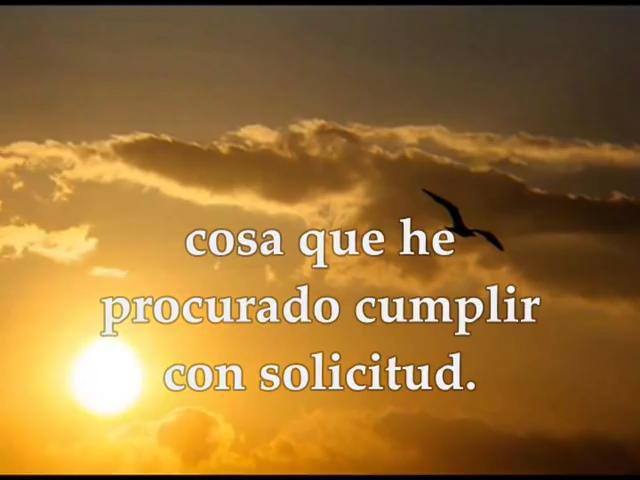 cosa que he
procurado cumplir
con solicitud.